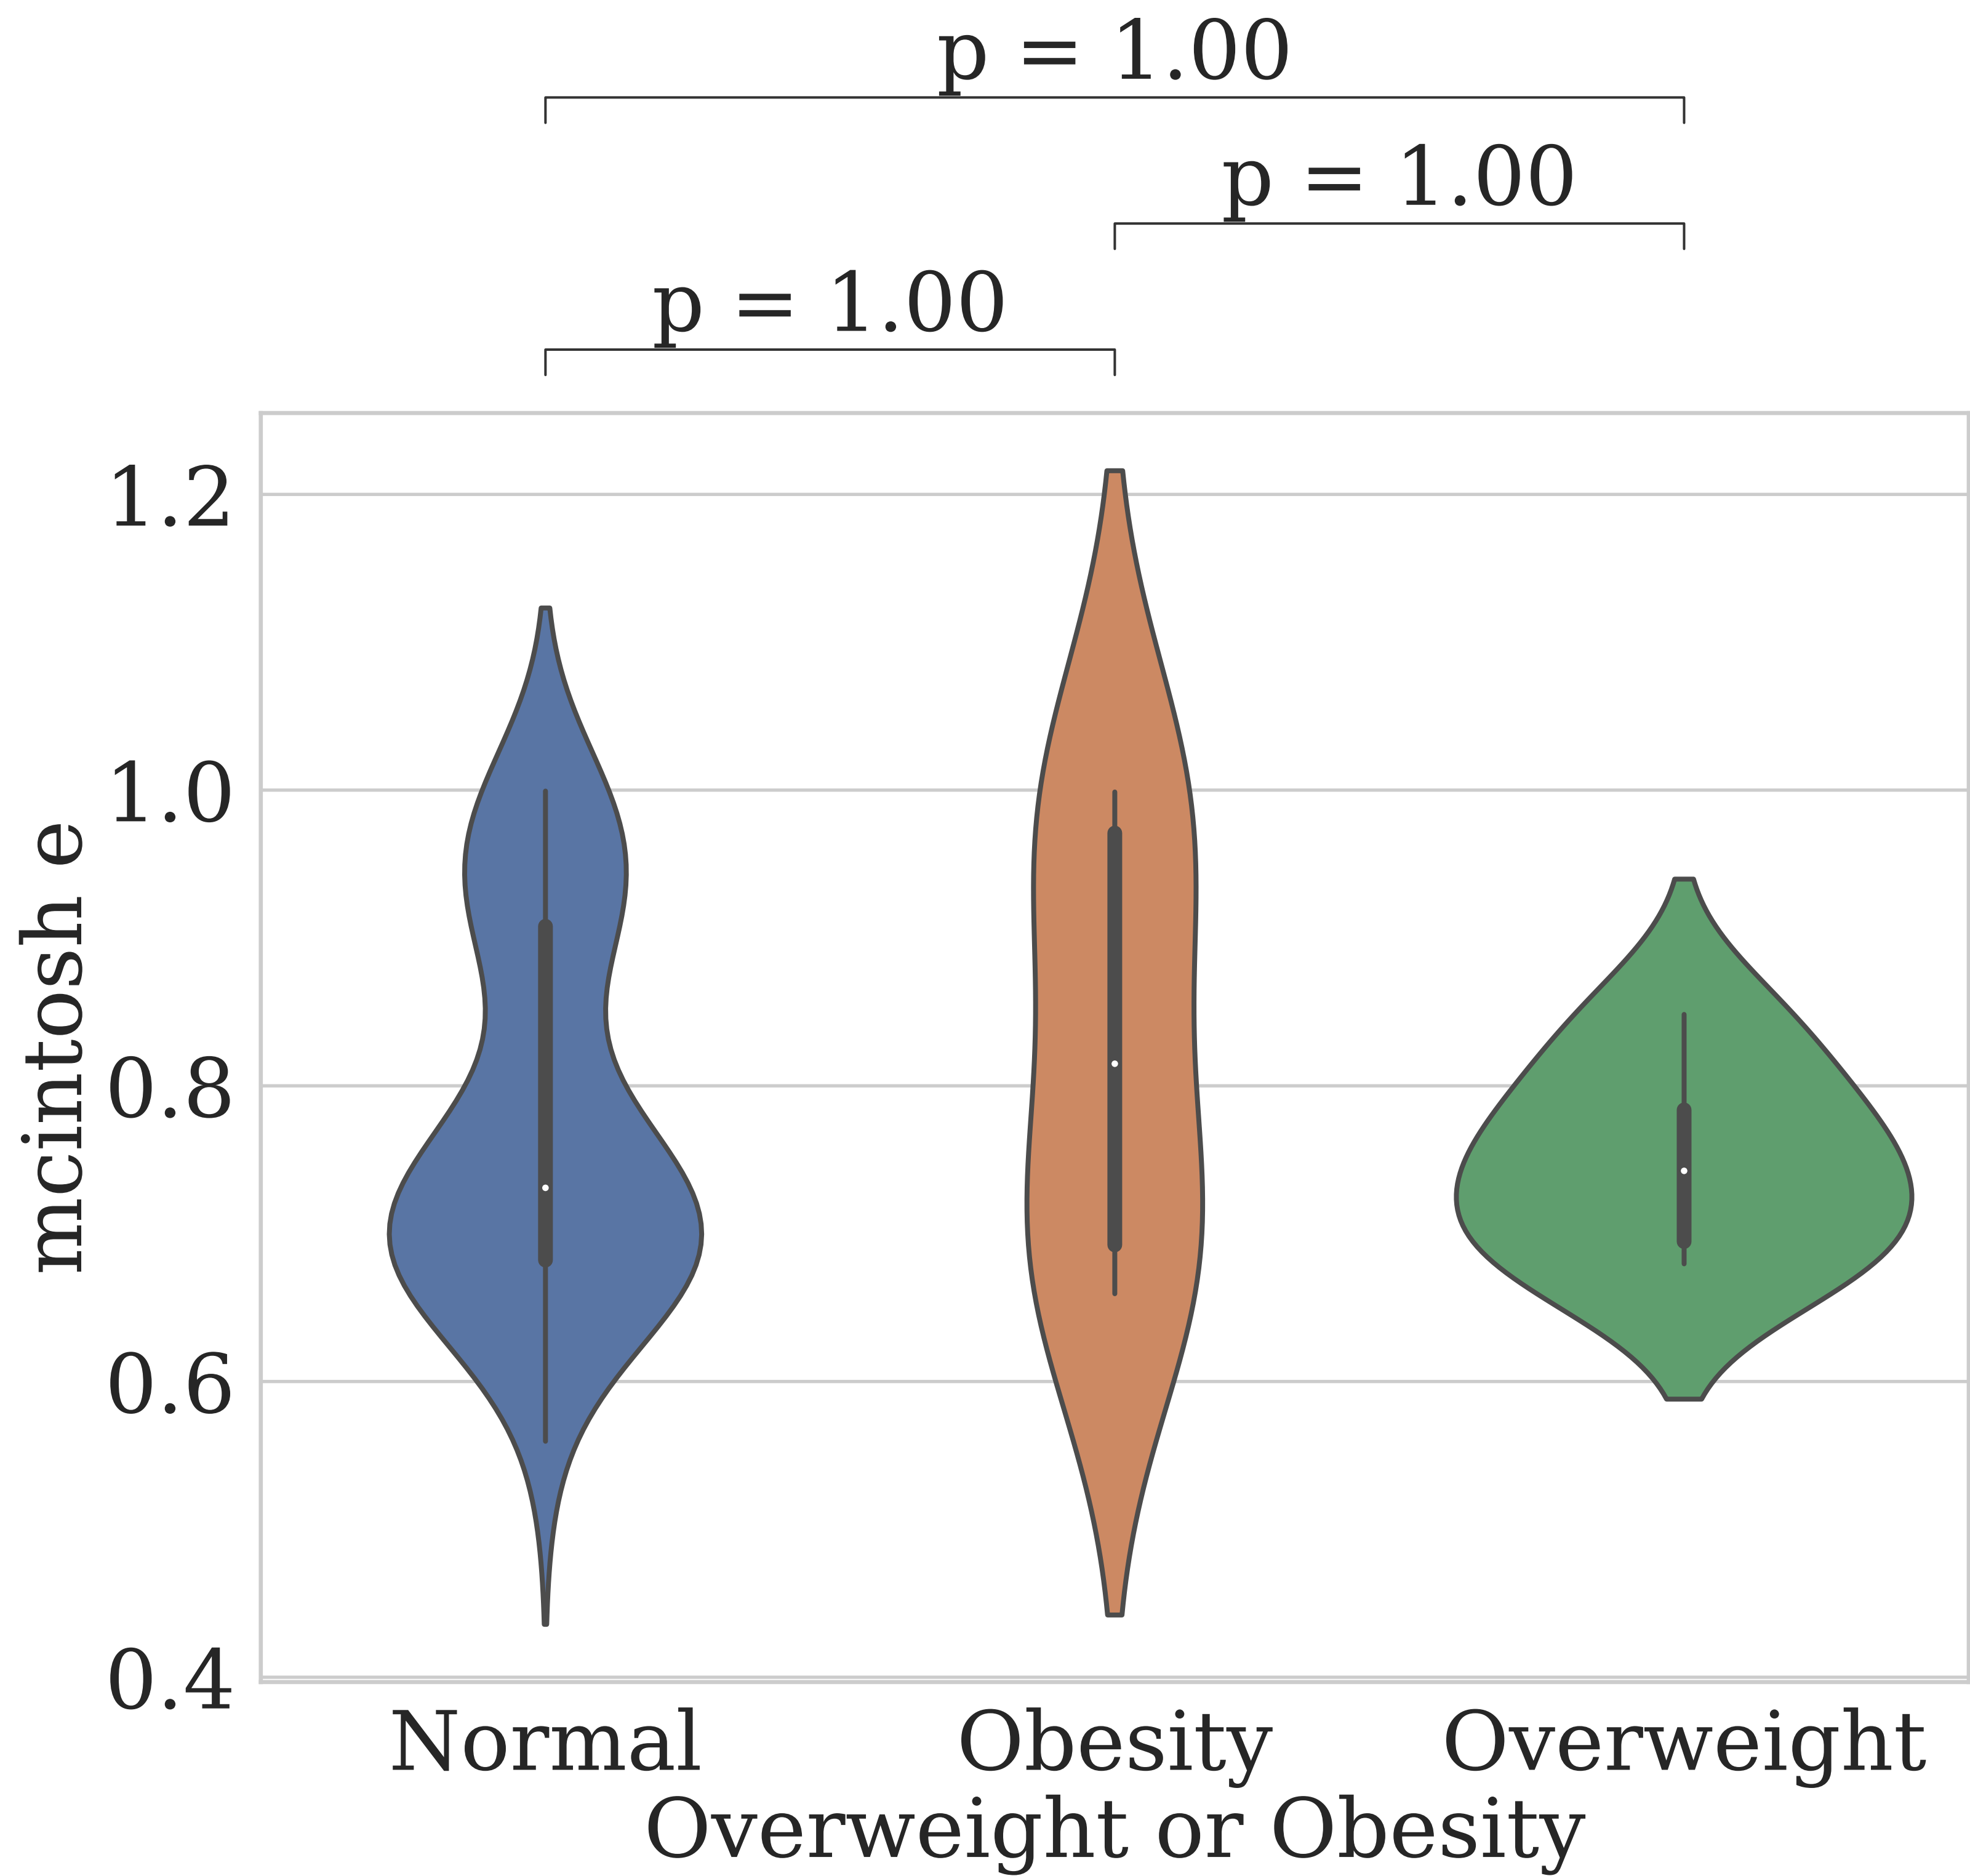 p = 1.00
p = 1.00
p = 1.00
1.2
1.0
0.8
0.6
0.4
mcintosh e
Normal Obesity Overweight
Overweight or Obesity